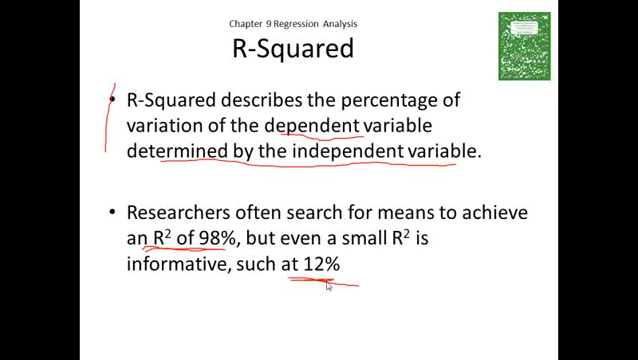 Chapter 9 Regression Analysis
R-Squared
• R-Squared describes the percentage of
variation of the dependent variable
determined by the independent variable.
• Researchers often search for means to achieve
an R² of 98%, but even a small R² is
informative, such at 12%